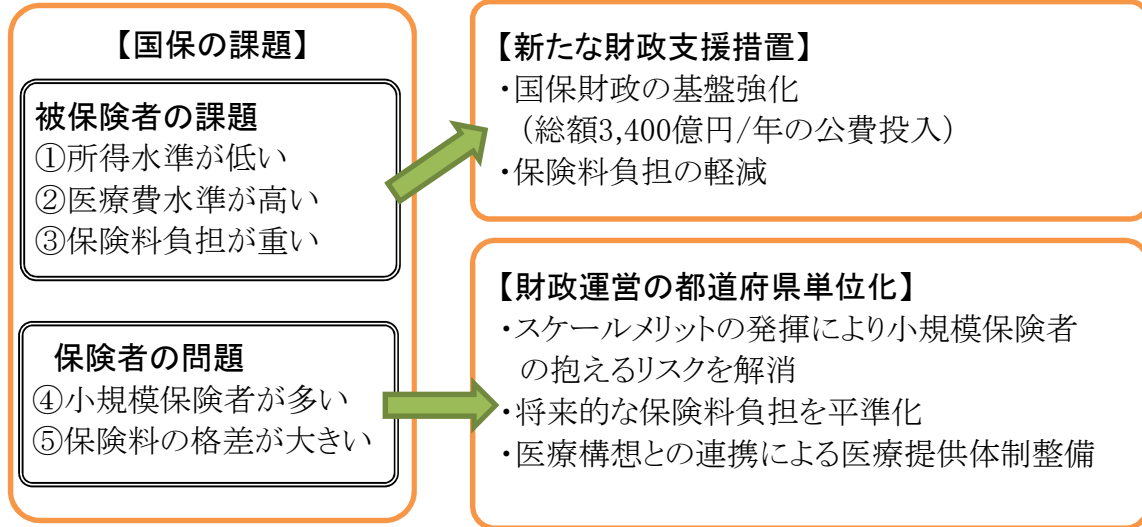 【国保の課題】
被保険者の課題
①所得水準が低い
②医療費水準が高い
③保険料負担が重い
保険者の問題
④小規模保険者が多い
⑤保険料の格差が大きい
【新たな財政支援措置】
・国保財政の基盤強化
（総額3,400億円/年の公費投入）
・保険料負担の軽減
【財政運営の都道府県単位化】
・スケールメリットの発揮により小規模保険者
の抱えるリスクを解消
・将来的な保険料負担を平準化
・医療構想との連携による医療提供体制整備